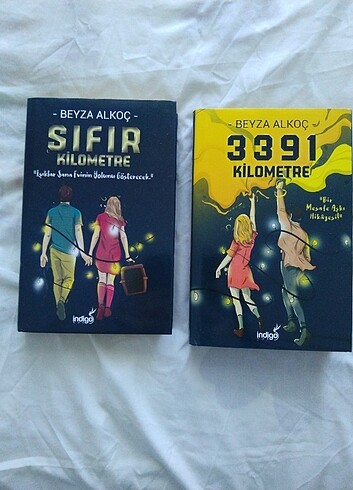 - BEYZA ALKOÇ -
SIFIR
KİLOMETRE
"Işıklar Sana Evinin Yolunu Gösterecek."
indigo
- BEYZA ALKOÇ -
3391
KİLOMETRE
"Bir
Mesafe Aşkı
Hikâyesi"
indigo